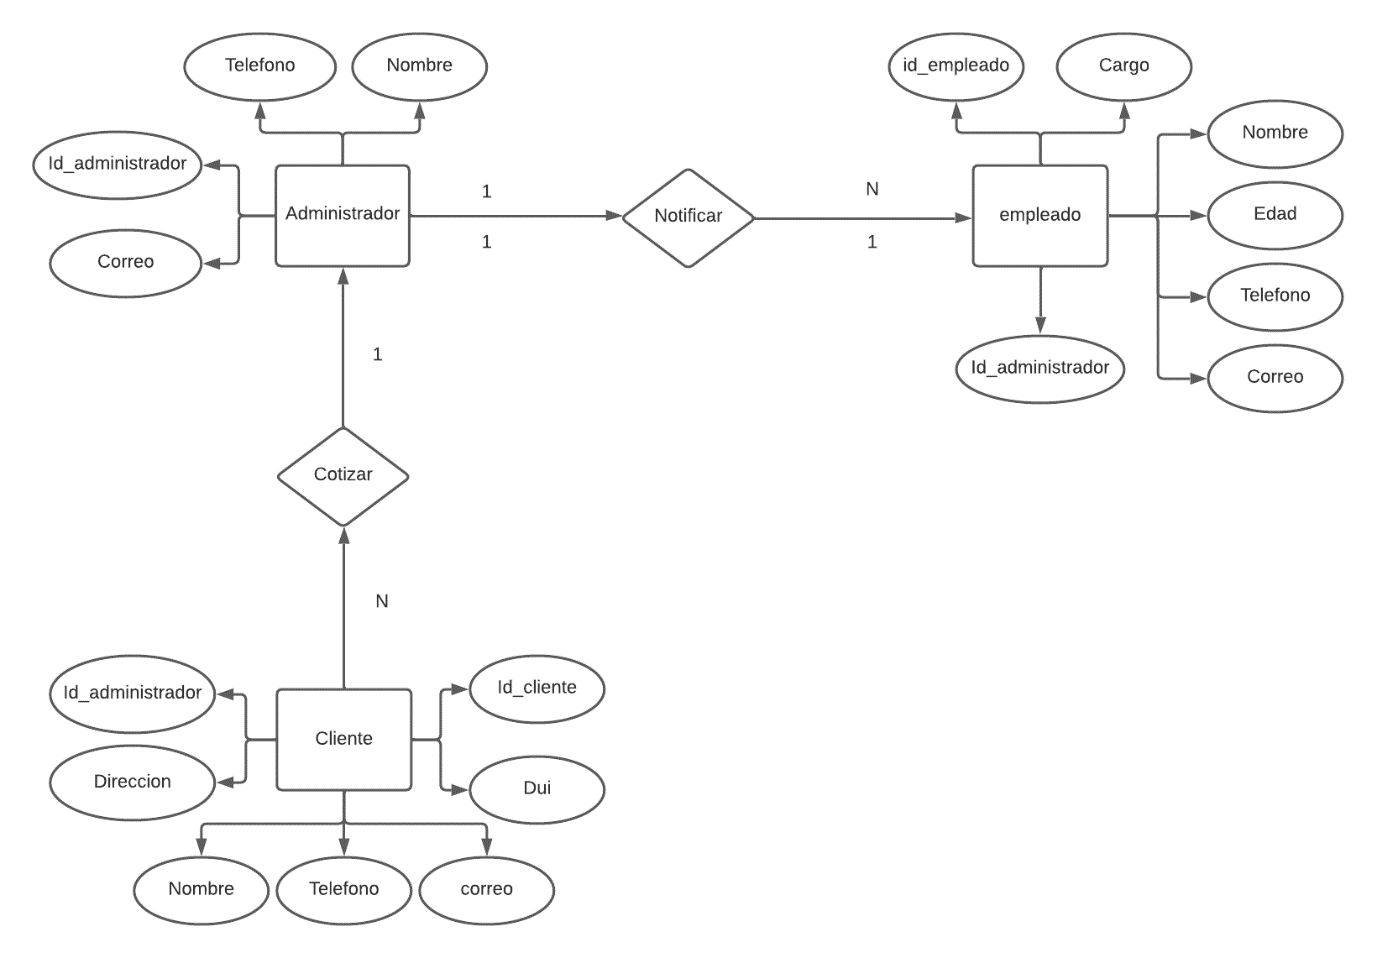 Telefono
Nombre
id_empleado
Cargo
Nombre
Id_administrador
Administrador
1
Notificar
N
empleado
Edad
1
1
Correo
Telefono
1
Id_administrador
Correo
Cotizar
N
Id_administrador
Id_cliente
Cliente
Direccion
Dui
Nombre
Telefono
correo